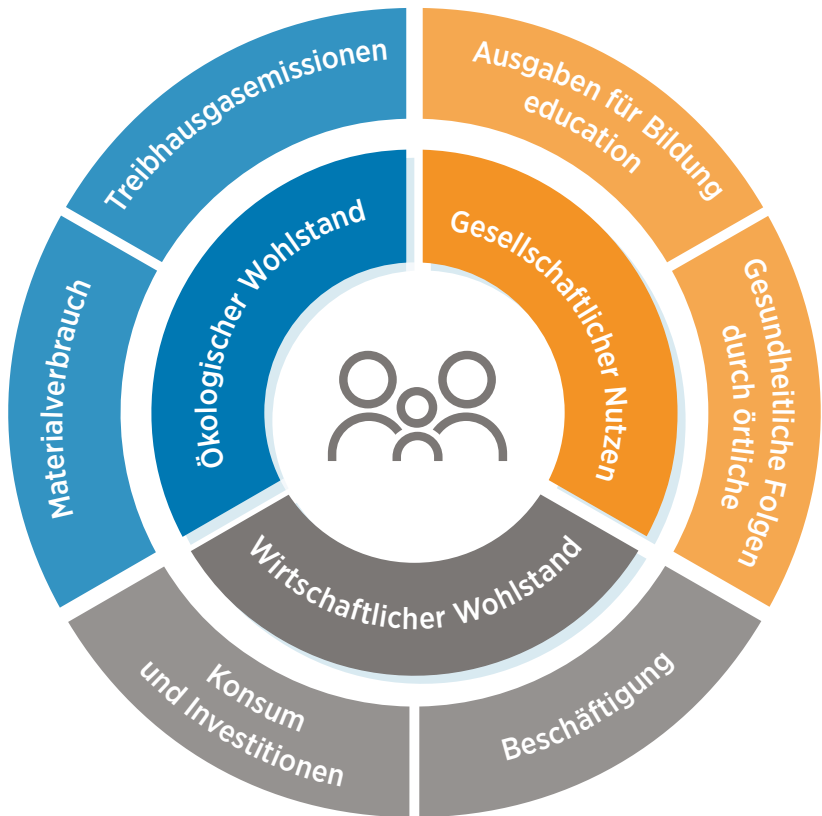 Treibhausgasemissionen
Ausgaben für Bildung
education
Ökologischer Wohlstand
Gesellschaftlicher Nutzen
Materialverbrauch
Gesundheitliche Folgen
durch örtliche
Wirtschaftlicher Wohlstand
Konsum
und Investitionen
Beschäftigung